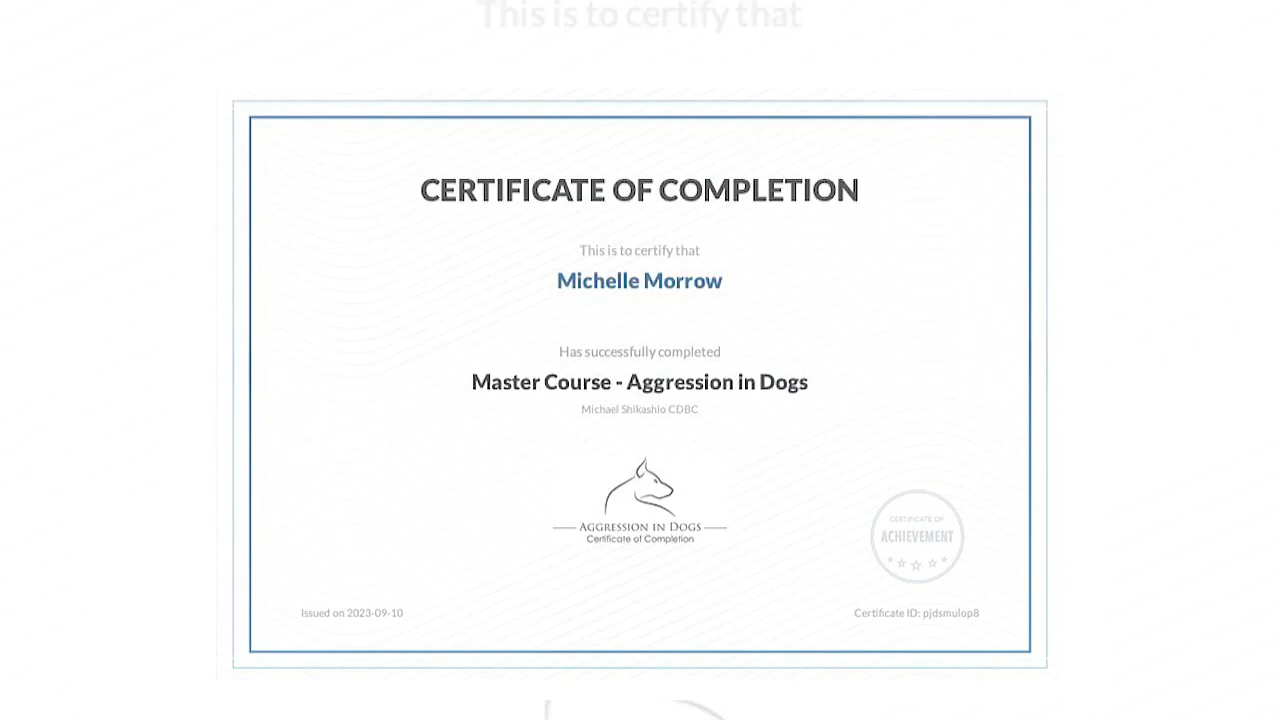 This is to certify that
CERTIFICATE OF COMPLETION
This is to certify that
Michelle Morrow
Has successfully completed
Master Course - Aggression in Dogs
Michael Shikashio CDBC
AGGRESSION IN DOGS
Certificate of Completion
CERTIFICATE OF
ACHIEVEMENT
Issued on 2023-09-10
Certificate ID: pjdsmulop8